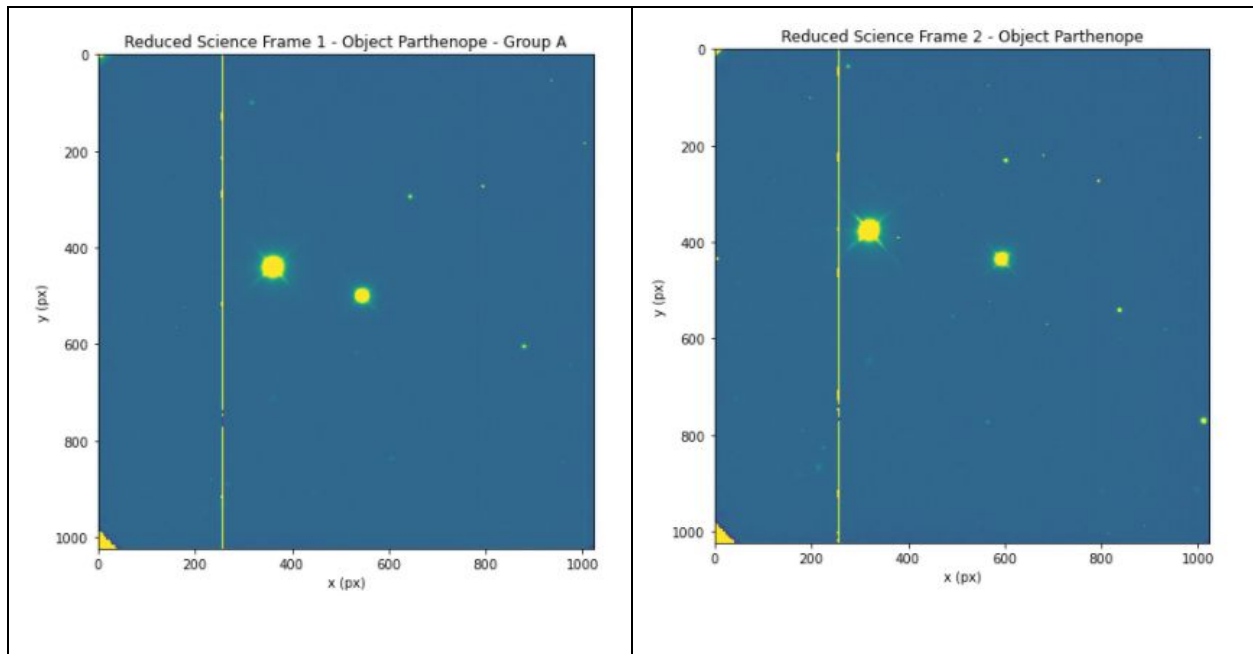 Reduced Science Frame 1 - Object Parthenope - Group A
0
200
400
600
800
1000
y (px)
0 200 400 600 800 1000
x (px)
Reduced Science Frame 2 - Object Parthenope
0
200
400
600
800
1000
y (px)
0 200 400 600 800 1000
x (px)